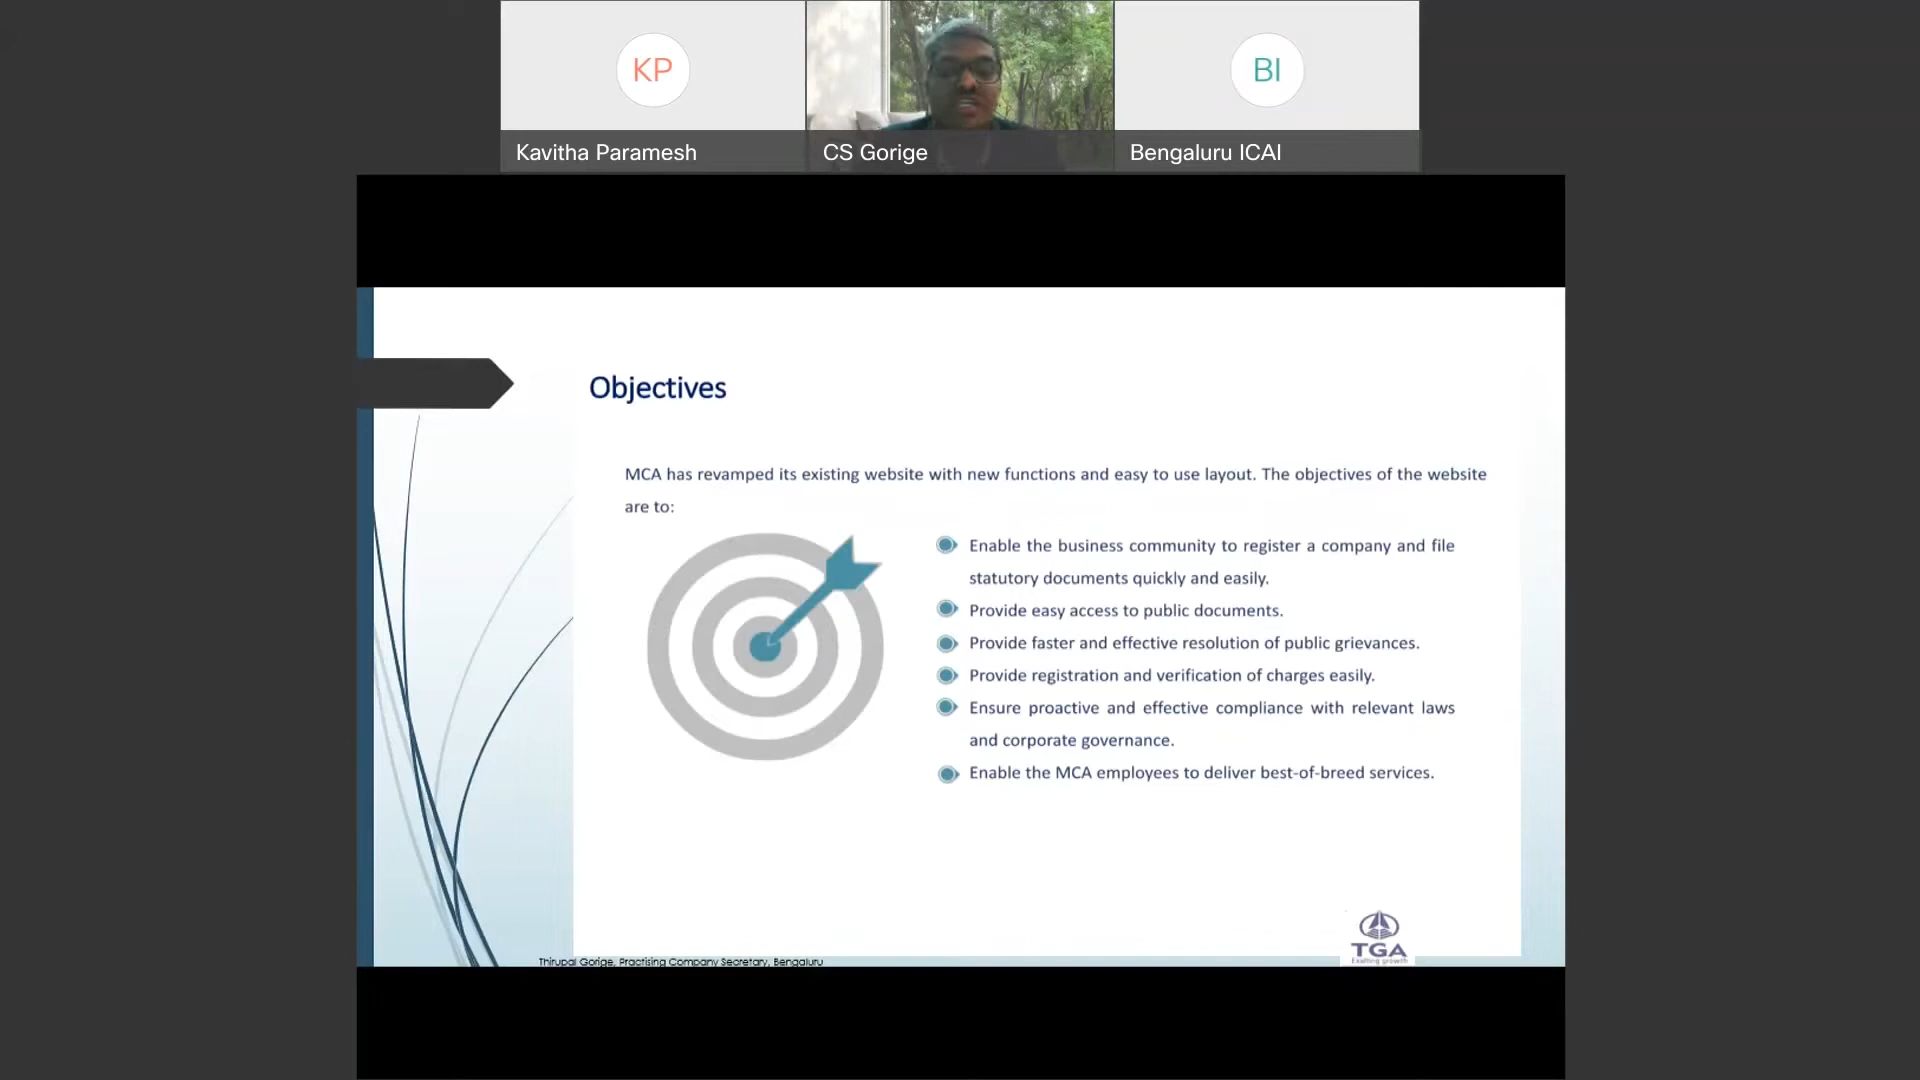 KP
BI
Kavitha Paramesh
CS Gorige
Bengaluru ICAI
Objectives
MCA has revamped its existing website with new functions and easy to use layout. The objectives of the website
are to:
Enable the business community to register a company and file
statutory documents quickly and easily.
Provide easy access to public documents.
Provide faster and effective resolution of public grievances.
Provide registration and verification of charges easily.
Ensure proactive and effective compliance with relevant laws
and corporate governance.
Enable the MCA employees to deliver best-of-breed services.
TGA
Exalting growth
Thirupal Gorige, Practising Company Secretary, Bengaluru